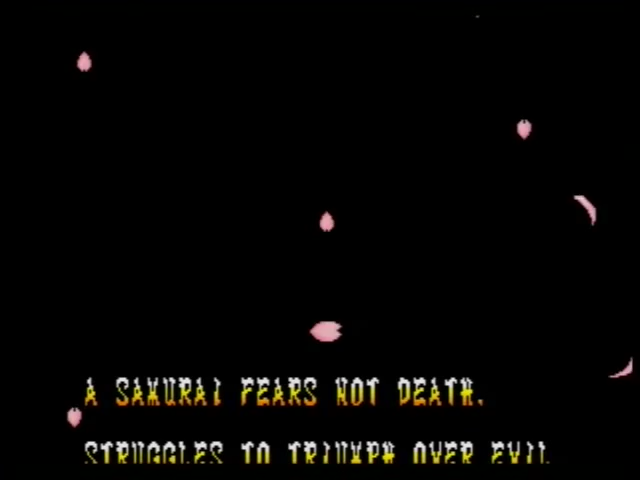 A SAMURAI FEARS NOT DEATH.
STRUGGLES TO TRIUMPH OVER EVIL